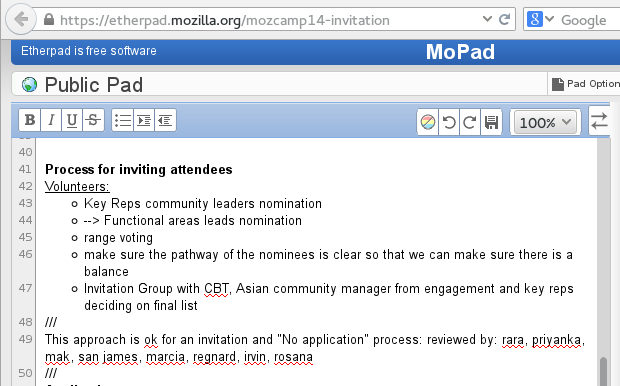 https://etherpad.mozilla.org/mozcamp14-invitation
Google
Etherpad is free software
MoPad
Public Pad
Pad Option
B I U S
100%
40
41 Process for inviting attendees
42 Volunteers:
43 Key Reps community leaders nomination
44 --> Functional areas leads nomination
45 range voting
46 make sure the pathway of the nominees is clear so that we can make sure there is a
balance
47 Invitation Group with CBT, Asian community manager from engagement and key reps
deciding on final list
48 ///
49 This approach is ok for an invitation and "No application" process: reviewed by: rara, priyanka,
mak, san james, marcia, regnard, irvin, rosana
50 ///